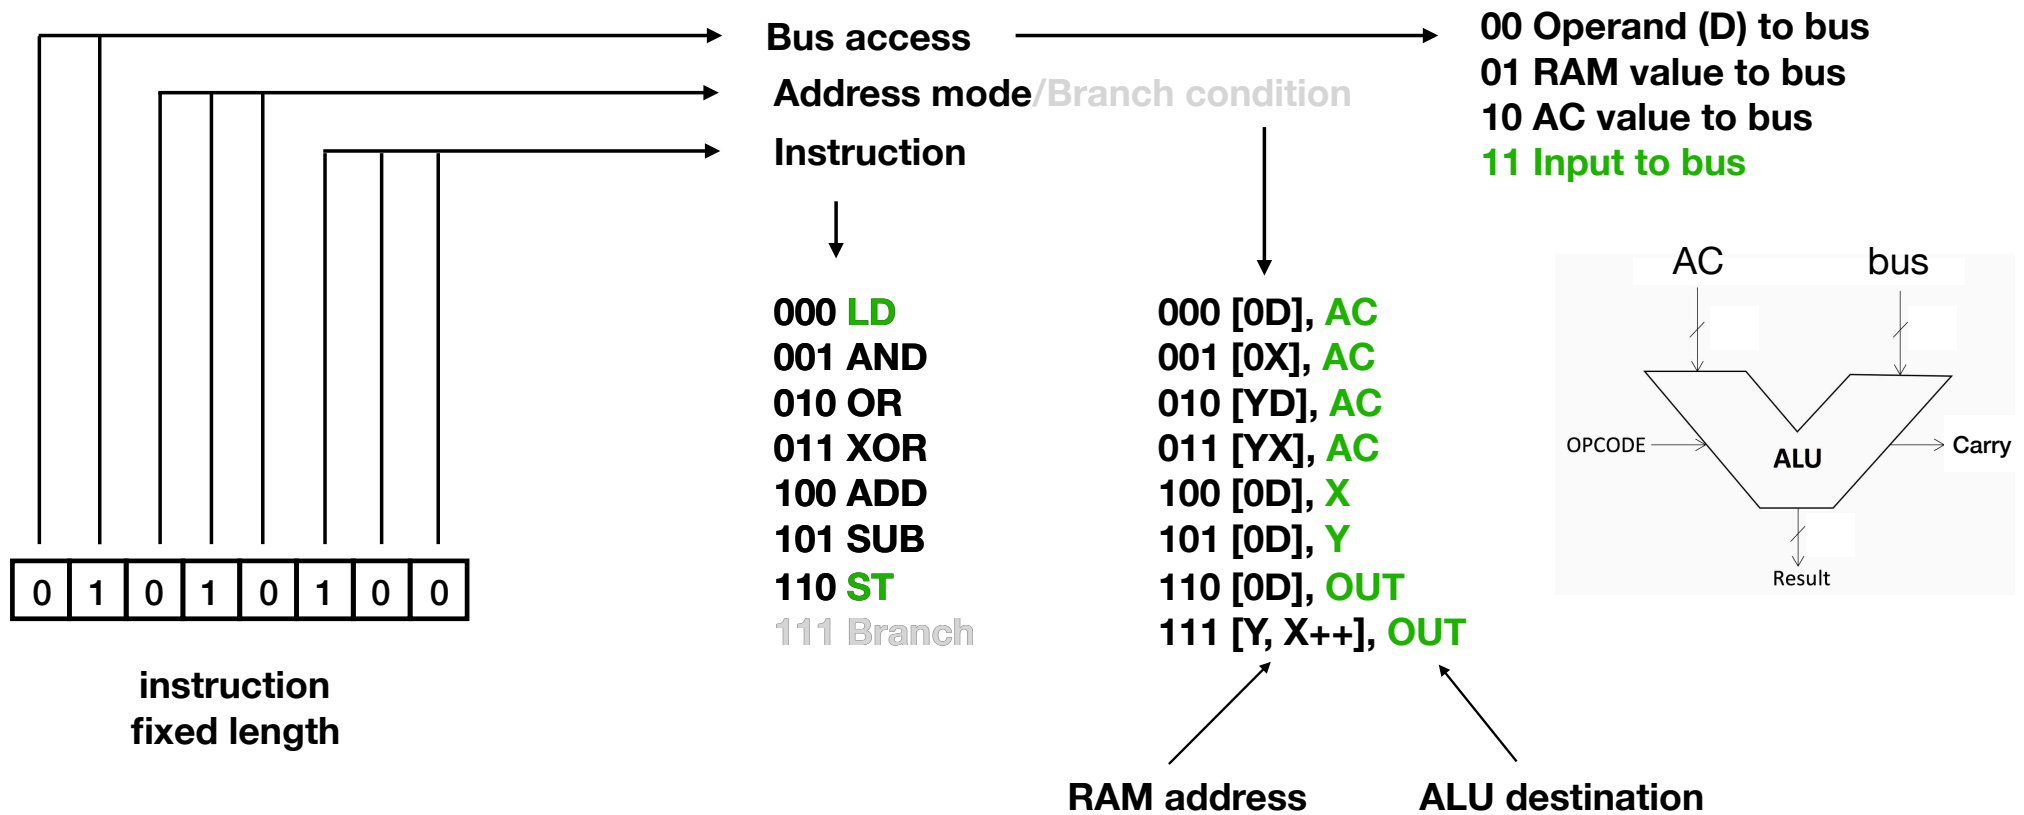 Bus access
Address mode/Branch condition
Instruction
00 Operand (D) to bus
01 RAM value to bus
10 AC value to bus
11 Input to bus
000 LD
001 AND
010 OR
011 XOR
100 ADD
101 SUB
110 ST
111 Branch
000 [0D], AC
001 [0X], AC
010 [YD], AC
011 [YX], AC
100 [0D], X
101 [0D], Y
110 [0D], OUT
111 [Y, X++], OUT
AC
bus
OPCODE
ALU
Carry
Result
0 1 0 1 0 1 0 0
instruction
fixed length
RAM address
ALU destination